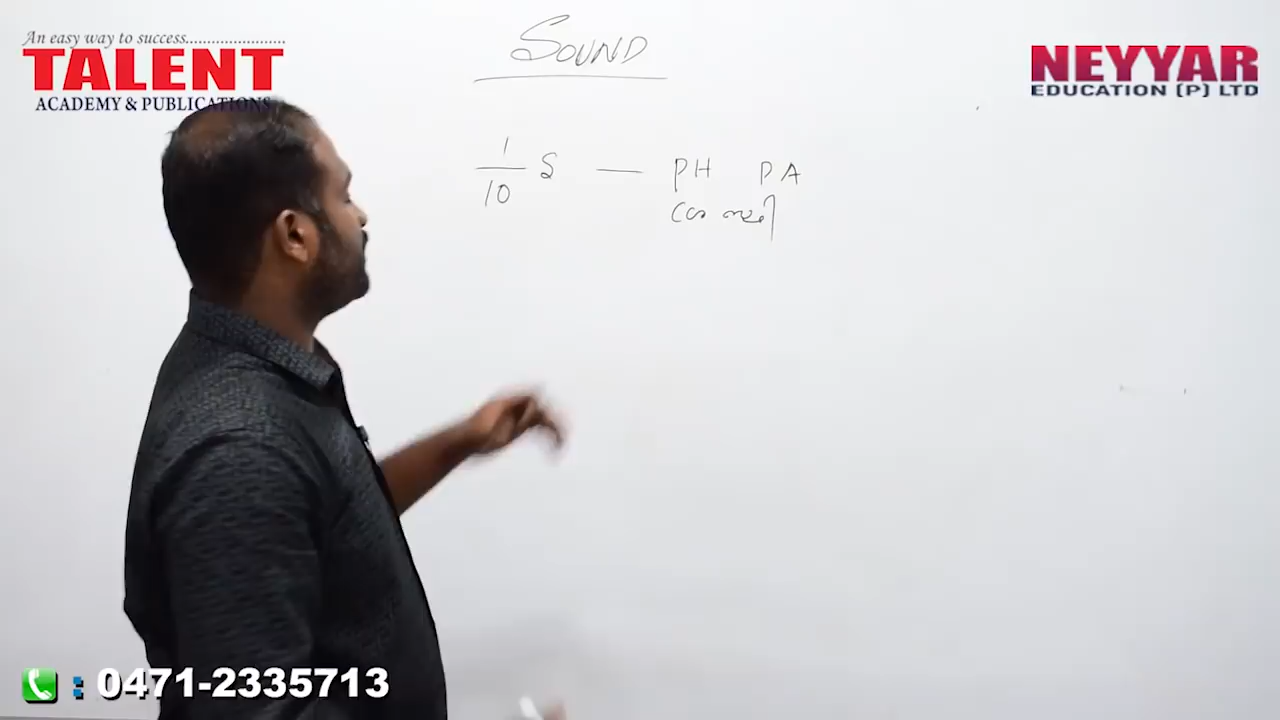 An easy way to success........................
TALENT
ACADEMY & PUBLICATIONS
NEYYAR
EDUCATION (P) LTD
SOUND
1/10 S — PH PA
: 0471-2335713